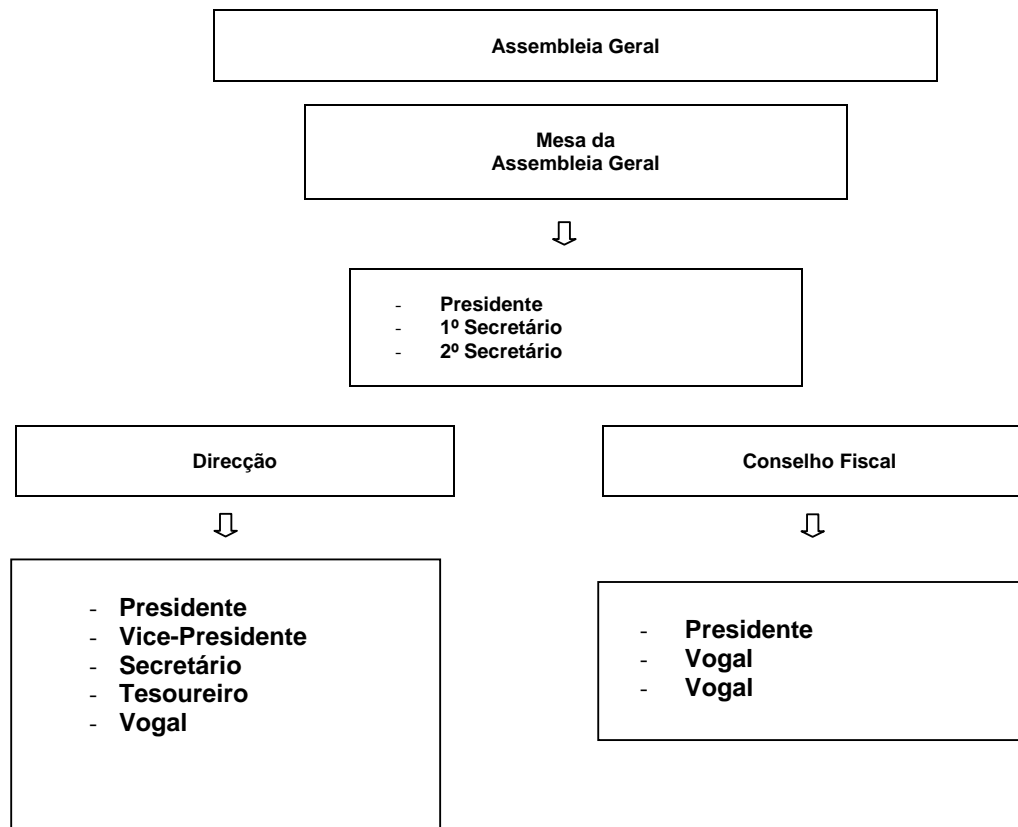 Assembleia Geral
Mesa da
Assembleia Geral
- Presidente
- 1º Secretário
- 2º Secretário
Direcção
- Presidente
- Vice-Presidente
- Secretário
- Tesoureiro
- Vogal
Conselho Fiscal
- Presidente
- Vogal
- Vogal